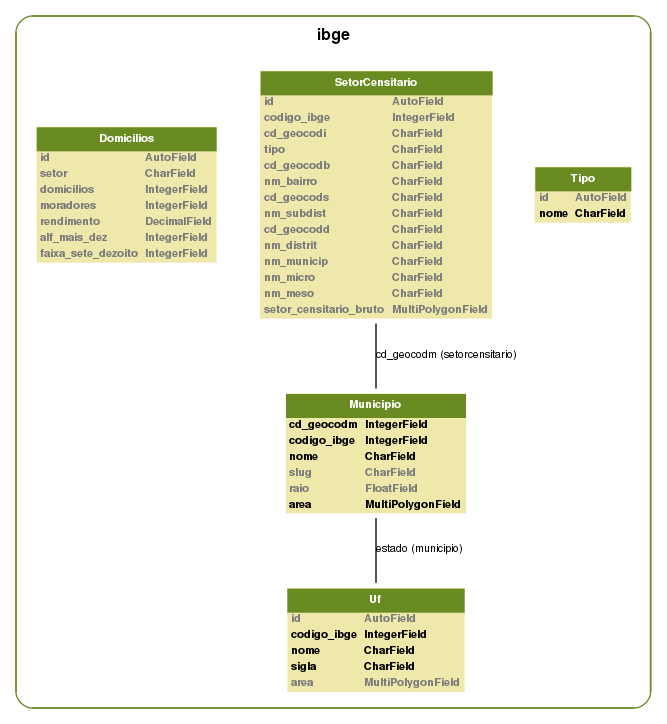 ibge
SetorCensitario
id AutoField
codigo_ibge IntegerField
cd_geocodi CharField
tipo CharField
cd_geocodb CharField
nm_bairro CharField
cd_geocods CharField
nm_subdist CharField
cd_geocodd CharField
nm_distrit CharField
nm_municip CharField
nm_micro CharField
nm_meso CharField
setor_censitario_bruto MultiPolygonField
Domicilios
id AutoField
setor CharField
domicilios IntegerField
moradores IntegerField
rendimento DecimalField
alf_mais_dez IntegerField
faixa_sete_dezoito IntegerField
Tipo
id AutoField
nome CharField
cd_geocodm (setorcensitario)
Municipio
cd_geocodm IntegerField
codigo_ibge IntegerField
nome CharField
slug CharField
raio FloatField
area MultiPolygonField
estado (municipio)
Uf
id AutoField
codigo_ibge IntegerField
nome CharField
sigla CharField
area MultiPolygonField